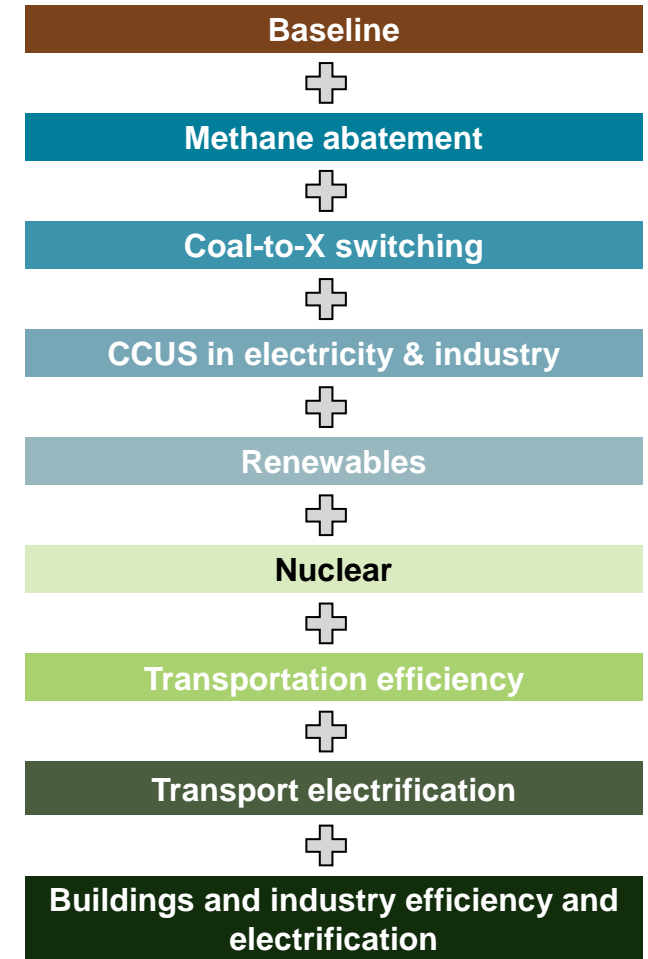 Baseline
Methane abatement
Coal-to-X switching
CCUS in electricity & industry
Renewables
Nuclear
Transportation efficiency
Transport electrification
Buildings and industry efficiency and
electrification